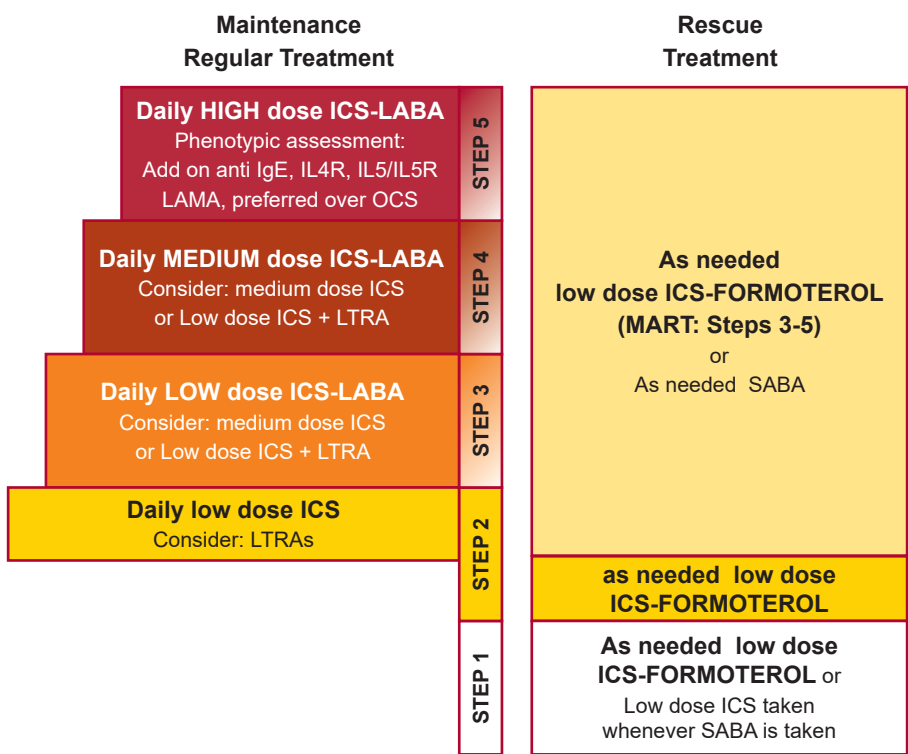 Maintenance
Regular Treatment
Rescue
Treatment
Daily HIGH dose ICS-LABA
Phenotypic assessment:
Add on anti IgE, IL4R, IL5/IL5R
LAMA, preferred over OCS
STEP 5
Daily MEDIUM dose ICS-LABA
Consider: medium dose ICS
or Low dose ICS + LTRA
STEP 4
Daily LOW dose ICS-LABA
Consider: medium dose ICS
or Low dose ICS + LTRA
STEP 3
Daily low dose ICS
Consider: LTRAs
STEP 2
STEP 1
As needed
low dose ICS-FORMOTEROL
(MART: Steps 3-5)
or
As needed SABA
as needed low dose
ICS-FORMOTEROL
As needed low dose
ICS-FORMOTEROL or
Low dose ICS taken
whenever SABA is taken